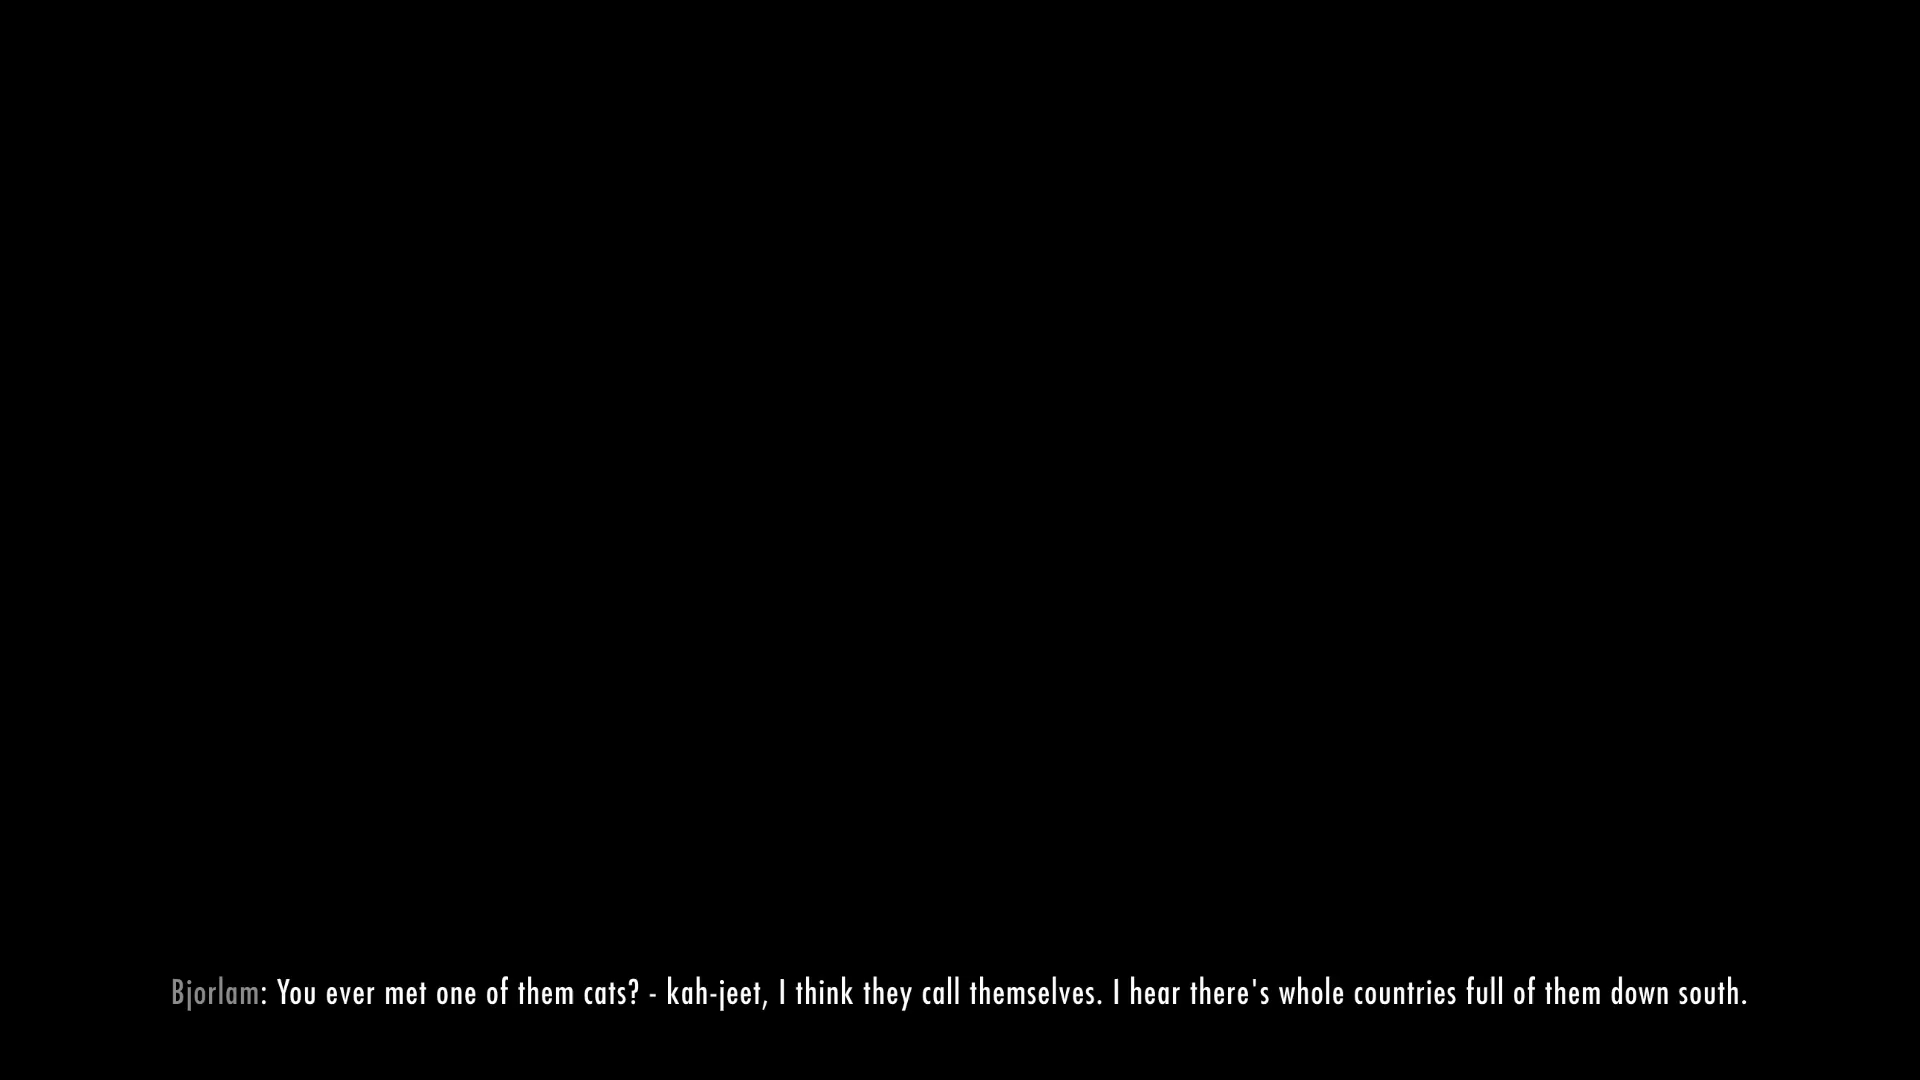 Bjorlam: You ever met one of them cats? - kah-jeet, I think they call themselves. I hear there's whole countries full of them down south.